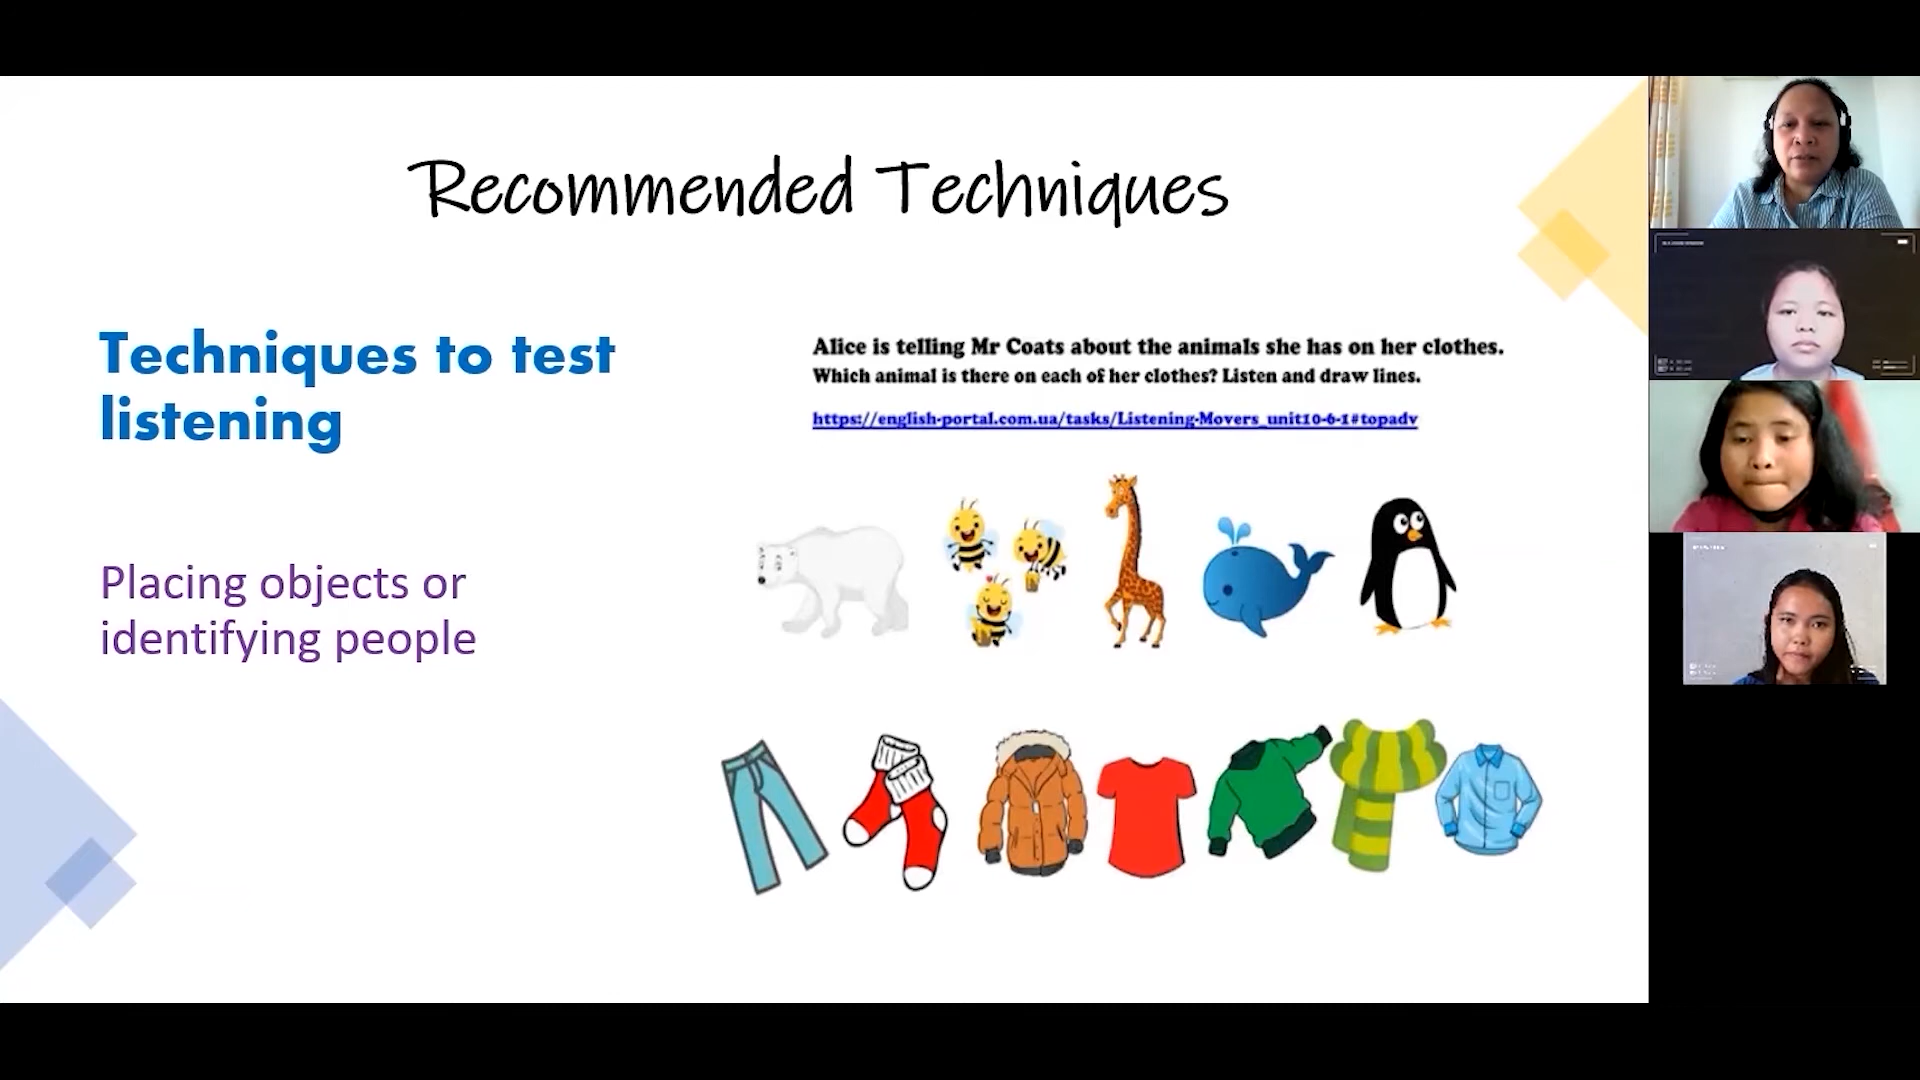 Recommended Techniques
Techniques to test
listening
Placing objects or
identifying people
Alice is telling Mr Coats about the animals she has on her clothes.
Which animal is there on each of her clothes? Listen and draw lines.
https://english-portal.com.ua/tasks/Listening-Movers_unit10-6-1#topadv